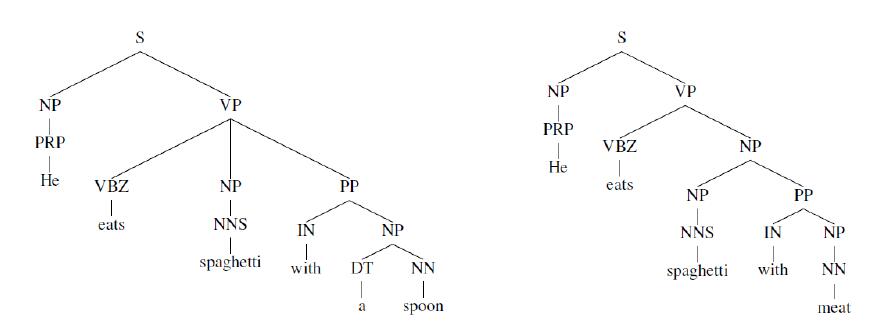 S S
NP VP NP VP
PRP PRP VBZ NP
He VBZ NP PP He eats NP PP
eats NNS IN NP NNS IN NP
spaghetti with DT NN spaghetti with NN
a spoon meat